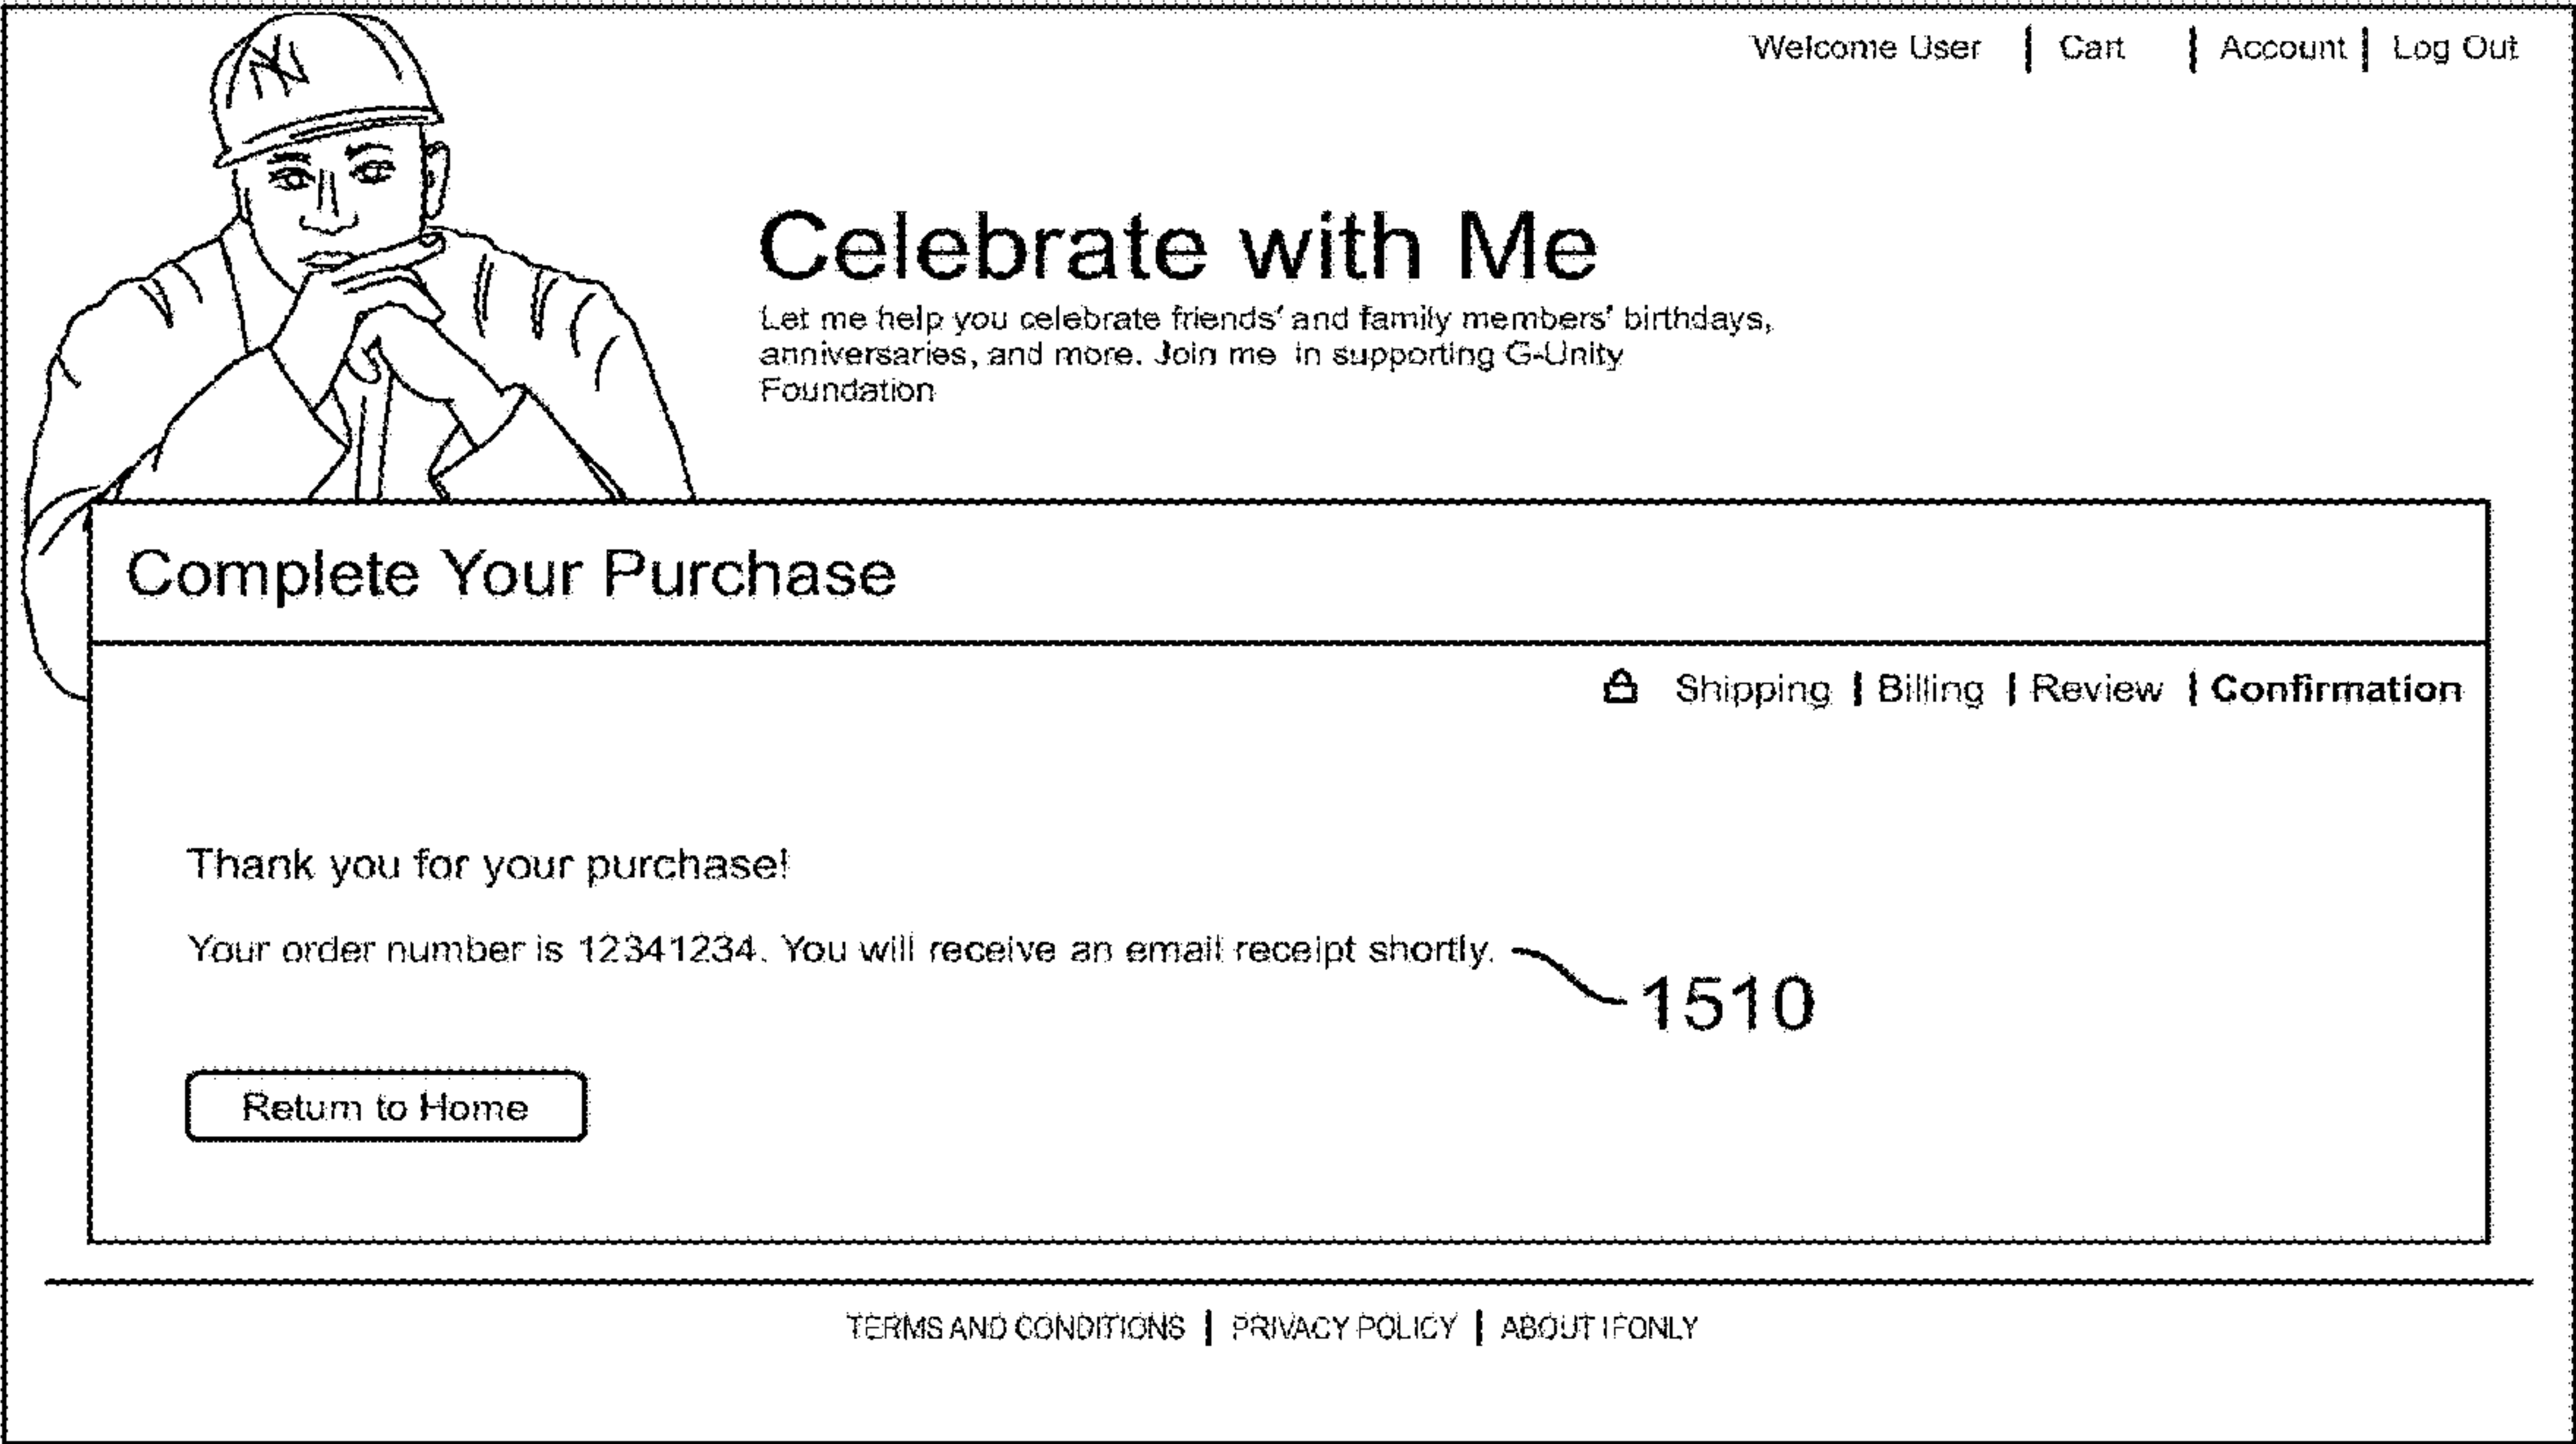 NY
Welcome User | Cart | Account | Log Out
Celebrate with Me
Let me help you celebrate friends' and family members' birthdays,
anniversaries, and more. Join me in supporting G-Unity
Foundation
Complete Your Purchase
Shipping | Billing | Review | Confirmation
Thank you for your purchase!
Your order number is 12341234. You will receive an email receipt shortly.
1510
Return to Home
TERMS AND CONDITIONS | PRIVACY POLICY | ABOUT IFONLY